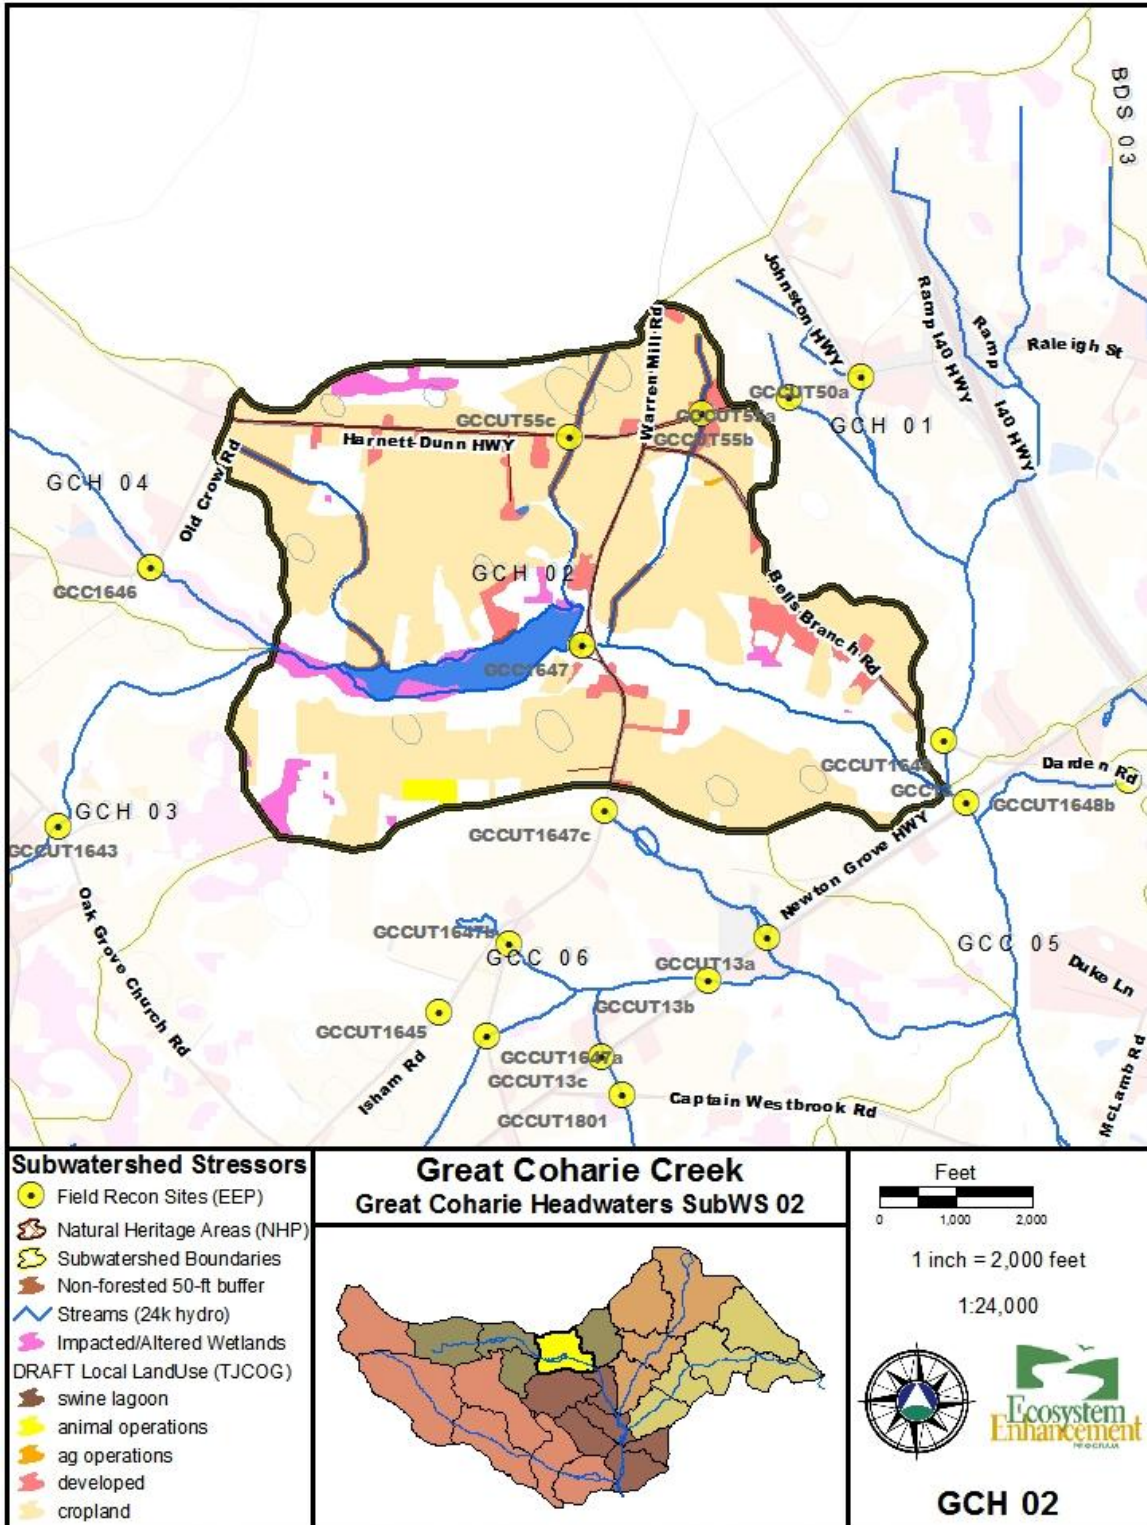 BDS 03
Johnston HWY
Ramp I40 HWY
Ramp
I40 HWY
Raleigh St
Warren Mill Rd
GCCUT50a
GCCUT55c
GCCUT55a
GCH 01
Harnett-Dunn HWY
GCCUT55b
Old Crow Rd
GCH 04
GCH 02
GCC1646
Bells Branch Rd
GCC1647
GCCUT1648
Darden Rd
GCH 03
GCCUT1648b
GCCUT1647c
GCCUT1643
Newton Grove HWY
Oak Grove Church Rd
GCCUT1647b
GCC 06
GCC 05
GCCUT13a
Duke Ln
GCCUT13b
GCCUT1645
GCCUT1647a
Isham Rd
GCCUT13c
Captain Westbrook Rd
McLamb Rd
GCCUT1801
Subwatershed Stressors
Field Recon Sites (EEP)
Natural Heritage Areas (NHP)
Subwatershed Boundaries
Non-forested 50-ft buffer
Streams (24k hydro)
Impacted/Altered Wetlands
DRAFT Local LandUse (TJCOG)
swine lagoon
animal operations
ag operations
developed
cropland
Great Coharie Creek
Great Coharie Headwaters SubWS 02
Feet
0 1,000 2,000
1 inch = 2,000 feet
1:24,000
Ecosystem
Enhancement
PROGRAM
GCH 02